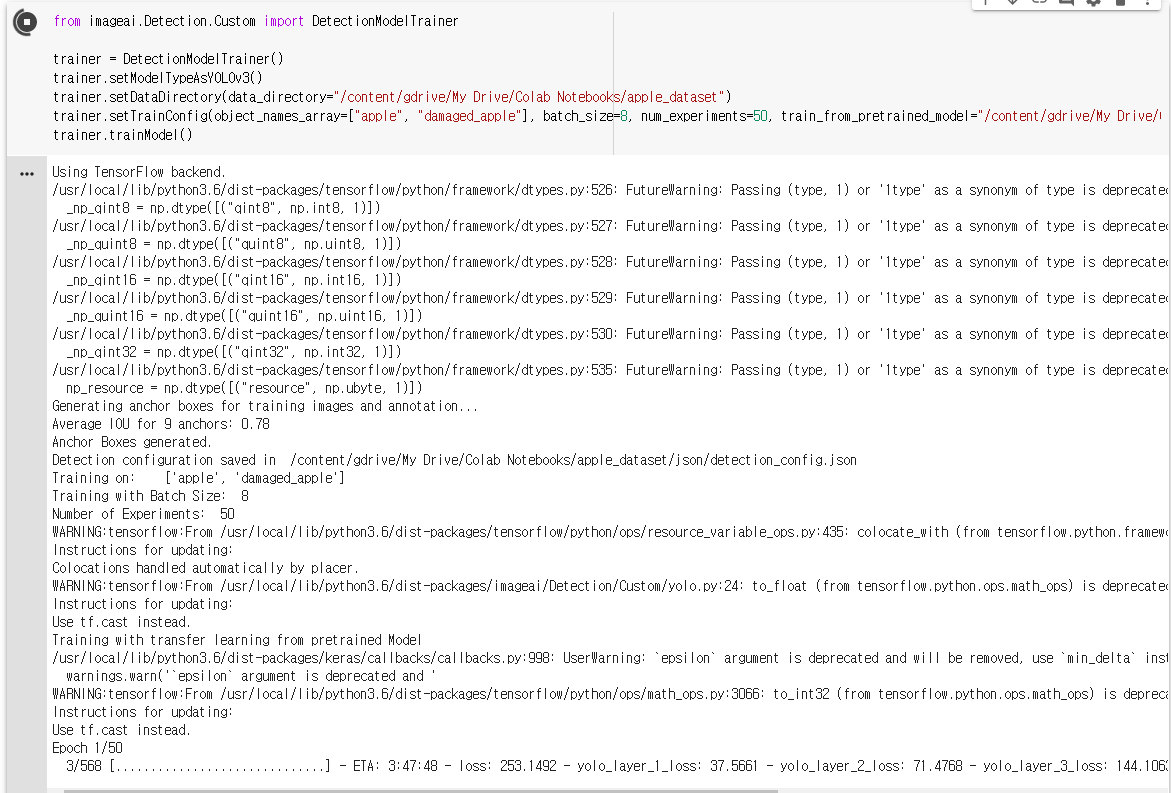 from imageai.Detection.Custom import DetectionModelTrainer
trainer = DetectionModelTrainer()
trainer.setModelTypeAsYOLOv3()
trainer.setDataDirectory(data_directory="/content/gdrive/My Drive/Colab Notebooks/apple_dataset")
trainer.setTrainConfig(object_names_array=["apple", "damaged_apple"], batch_size=8, num_experiments=50, train_from_pretrained_model="/content/gdrive/My Drive/
trainer.trainModel()
Using TensorFlow backend.
/usr/local/lib/python3.6/dist-packages/tensorflow/python/framework/dtypes.py:526: FutureWarning: Passing (type, 1) or '1type' as a synonym of type is deprecate
_np_qint8 = np.dtype([("qint8", np.int8, 1)])
/usr/local/lib/python3.6/dist-packages/tensorflow/python/framework/dtypes.py:527: FutureWarning: Passing (type, 1) or '1type' as a synonym of type is deprecate
_np_quint8 = np.dtype([("quint8", np.uint8, 1)])
/usr/local/lib/python3.6/dist-packages/tensorflow/python/framework/dtypes.py:528: FutureWarning: Passing (type, 1) or '1type' as a synonym of type is deprecate
_np_qint16 = np.dtype([("qint16", np.int16, 1)])
/usr/local/lib/python3.6/dist-packages/tensorflow/python/framework/dtypes.py:529: FutureWarning: Passing (type, 1) or '1type' as a synonym of type is deprecate
_np_quint16 = np.dtype([("quint16", np.uint16, 1)])
/usr/local/lib/python3.6/dist-packages/tensorflow/python/framework/dtypes.py:530: FutureWarning: Passing (type, 1) or '1type' as a synonym of type is deprecate
_np_qint32 = np.dtype([("qint32", np.int32, 1)])
/usr/local/lib/python3.6/dist-packages/tensorflow/python/framework/dtypes.py:535: FutureWarning: Passing (type, 1) or '1type' as a synonym of type is deprecate
np_resource = np.dtype([("resource", np.ubyte, 1)])
Generating anchor boxes for training images and annotation...
Average IOU for 9 anchors: 0.78
Anchor Boxes generated.
Detection configuration saved in  /content/gdrive/My Drive/Colab Notebooks/apple_dataset/json/detection_config.json
Training on:    ['apple', 'damaged_apple']
Training with Batch Size:  8
Number of Experiments:  50
WARNING:tensorflow:From /usr/local/lib/python3.6/dist-packages/tensorflow/python/ops/resource_variable_ops.py:435: colocate_with (from tensorflow.python.framew
Instructions for updating:
Colocations handled automatically by placer.
WARNING:tensorflow:From /usr/local/lib/python3.6/dist-packages/imageai/Detection/Custom/yolo.py:24: to_float (from tensorflow.python.ops.math_ops) is deprecate
Instructions for updating:
Use tf.cast instead.
Training with transfer learning from pretrained Model
/usr/local/lib/python3.6/dist-packages/keras/callbacks/callbacks.py:998: UserWarning: `epsilon` argument is deprecated and will be removed, use `min_delta` inst
warnings.warn('`epsilon` argument is deprecated and '
WARNING:tensorflow:From /usr/local/lib/python3.6/dist-packages/tensorflow/python/ops/math_ops.py:3066: to_int32 (from tensorflow.python.ops.math_ops) is depreca
Instructions for updating:
Use tf.cast instead.
Epoch 1/50
3/568 [..............................] - ETA: 3:47:48 - loss: 253.1492 - yolo_layer_1_loss: 37.5661 - yolo_layer_2_loss: 71.4768 - yolo_layer_3_loss: 144.106